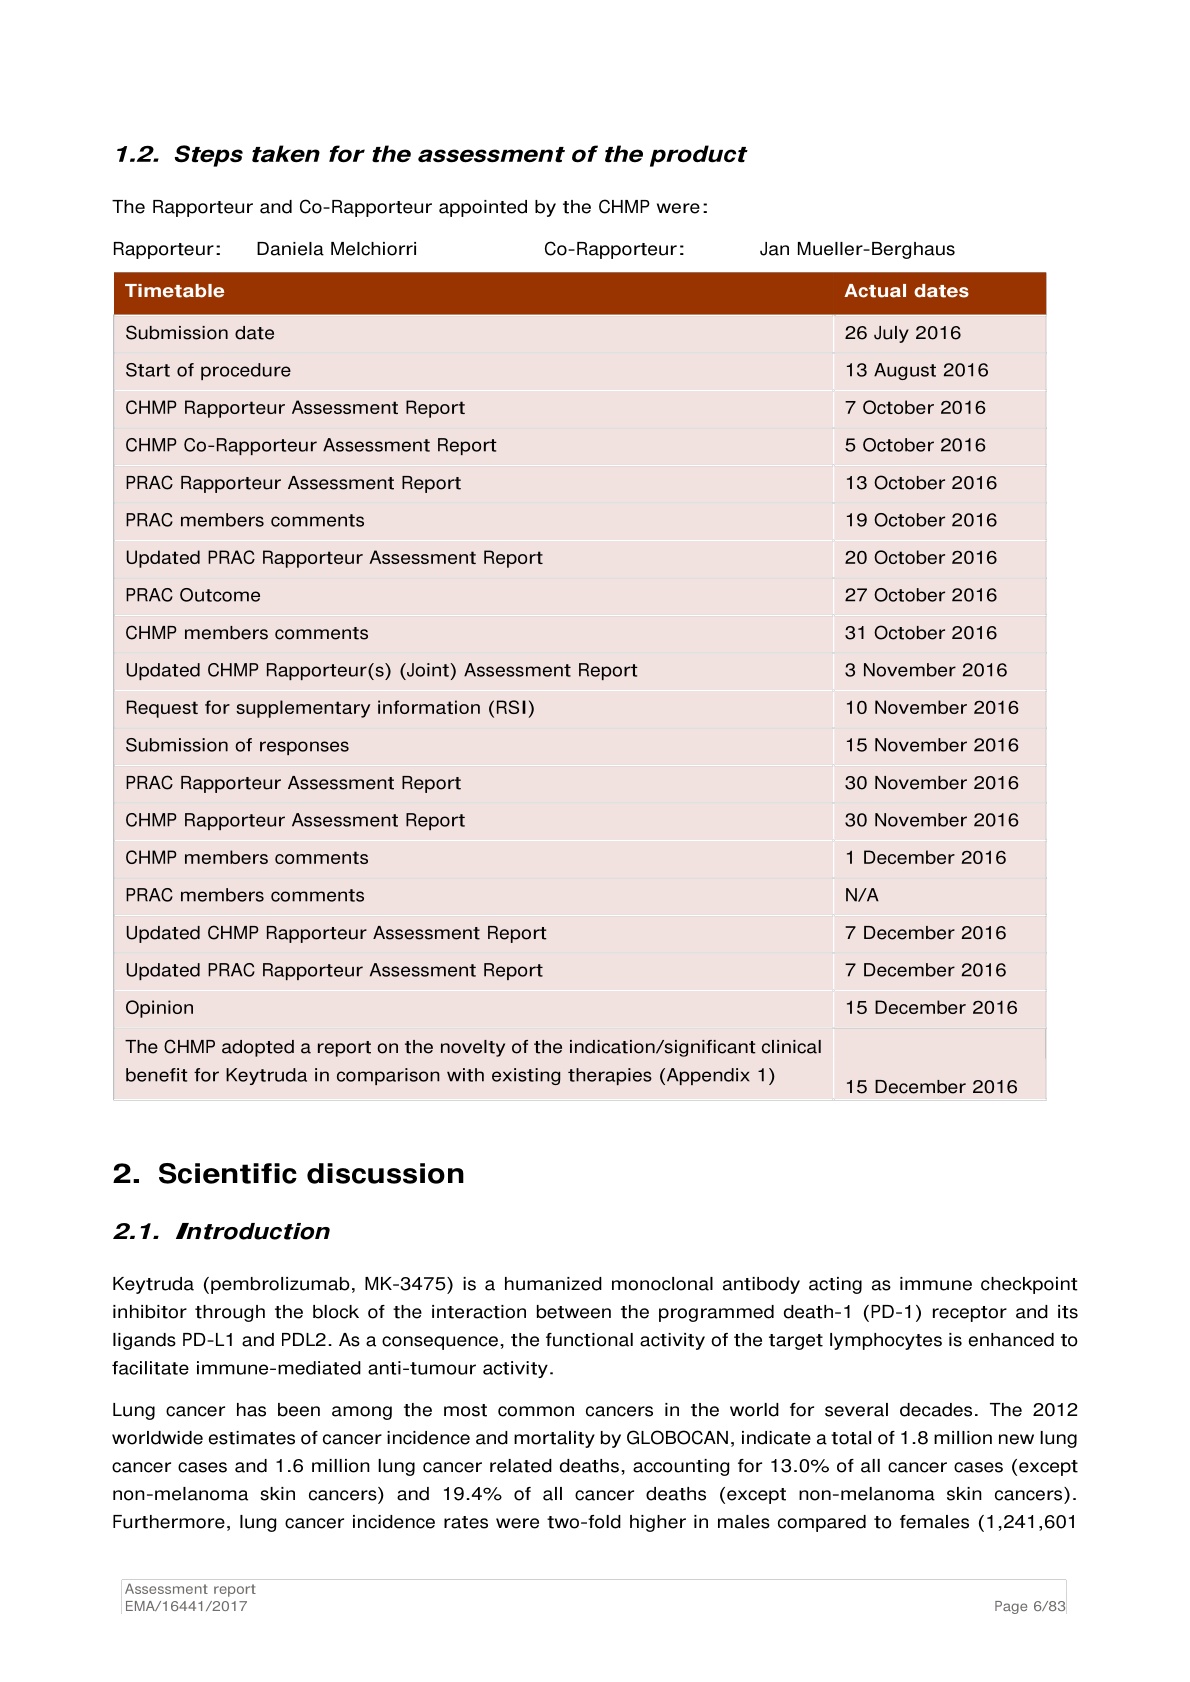 1.2. Steps taken for the assessment of the product
The Rapporteur and Co-Rapporteur appointed by the CHMP were:
Rapporteur: Daniela Melchiorri Co-Rapporteur: Jan Mueller-Berghaus
Timetable Actual dates
Submission date 26 July 2016
Start of procedure 13 August 2016
CHMP Rapporteur Assessment Report 7 October 2016
CHMP Co-Rapporteur Assessment Report 5 October 2016
PRAC Rapporteur Assessment Report 13 October 2016
PRAC members comments 19 October 2016
Updated PRAC Rapporteur Assessment Report 20 October 2016
PRAC Outcome 27 October 2016
CHMP members comments 31 October 2016
Updated CHMP Rapporteur(s) (Joint) Assessment Report 3 November 2016
Request for supplementary information (RSI) 10 November 2016
Submission of responses 15 November 2016
PRAC Rapporteur Assessment Report 30 November 2016
CHMP Rapporteur Assessment Report 30 November 2016
CHMP members comments 1 December 2016
PRAC members comments N/A
Updated CHMP Rapporteur Assessment Report 7 December 2016
Updated PRAC Rapporteur Assessment Report 7 December 2016
Opinion 15 December 2016
The CHMP adopted a report on the novelty of the indication/significant clinical
benefit for Keytruda in comparison with existing therapies (Appendix 1)
15 December 2016
2. Scientific discussion
2.1. Introduction
Keytruda (pembrolizumab, MK-3475) is a humanized monoclonal antibody acting as immune checkpoint
inhibitor through the block of the interaction between the programmed death-1 (PD-1) receptor and its
ligands PD-L1 and PDL2. As a consequence, the functional activity of the target lymphocytes is enhanced to
facilitate immune-mediated anti-tumour activity.
Lung cancer has been among the most common cancers in the world for several decades. The 2012
worldwide estimates of cancer incidence and mortality by GLOBOCAN, indicate a total of 1.8 million new lung
cancer cases and 1.6 million lung cancer related deaths, accounting for 13.0% of all cancer cases (except
non-melanoma skin cancers) and 19.4% of all cancer deaths (except non-melanoma skin cancers).
Furthermore, lung cancer incidence rates were two-fold higher in males compared to females (1,241,601
Assessment report
EMA/16441/2017 Page 6/83